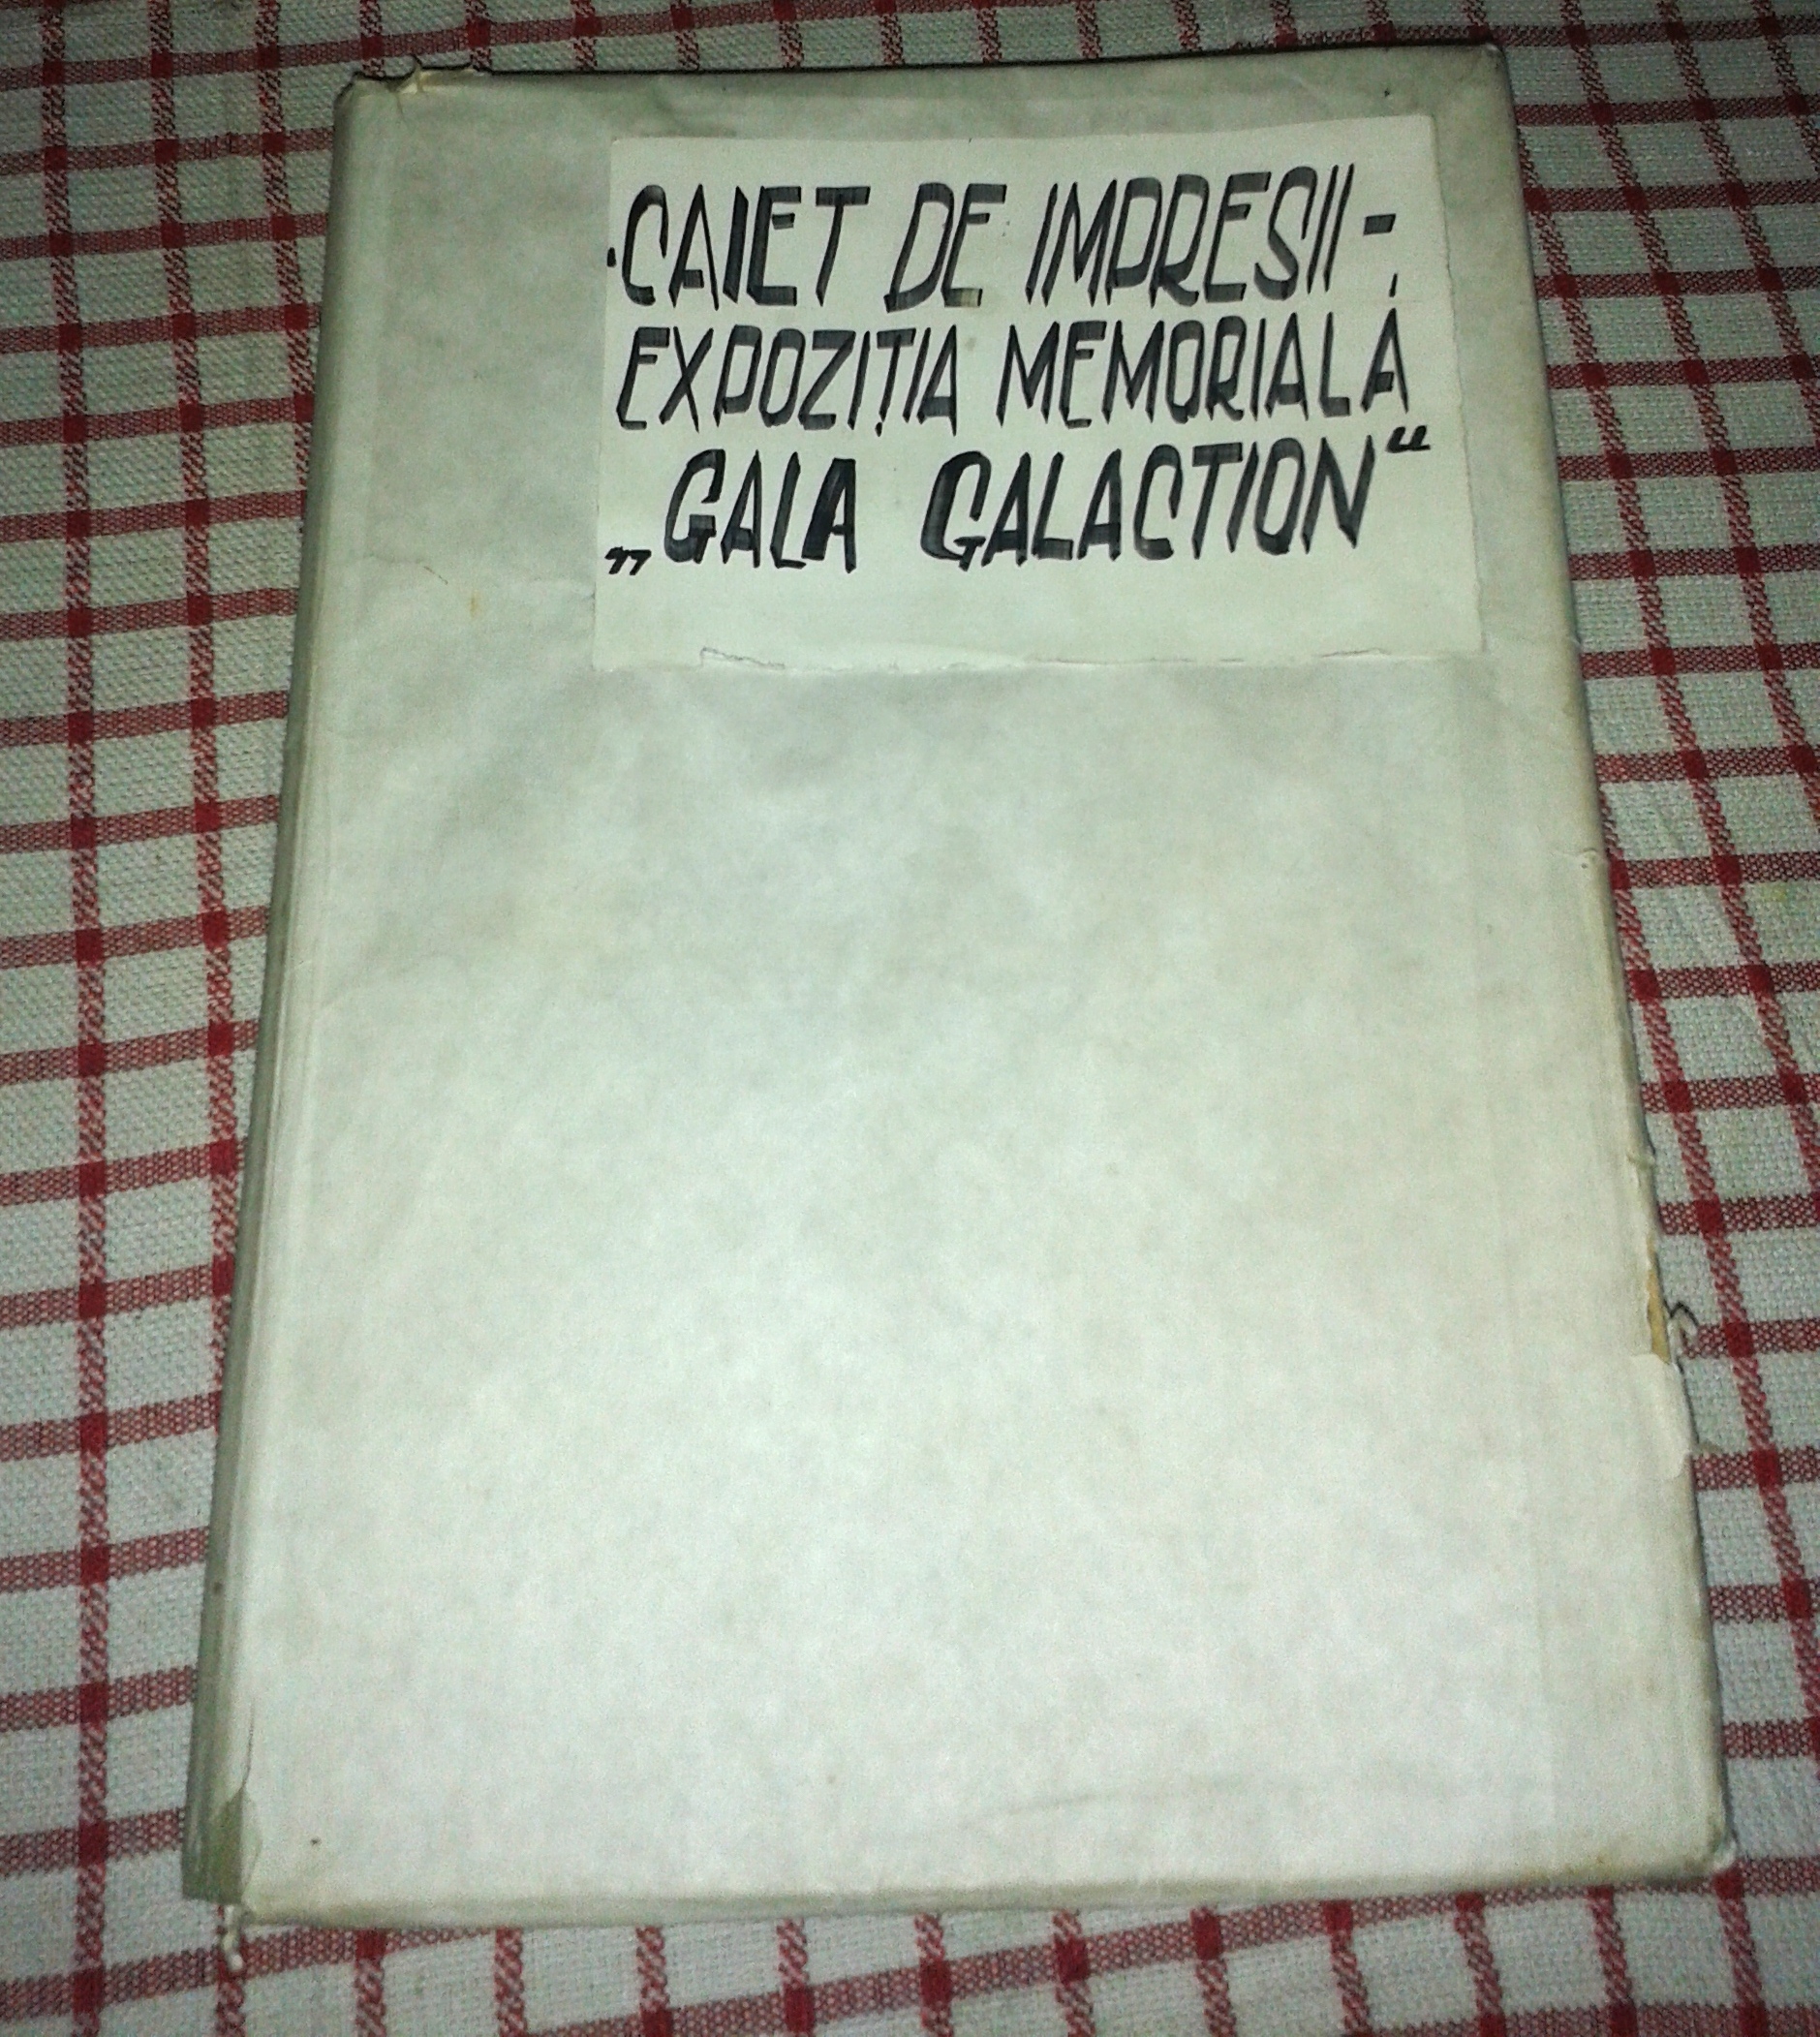 -CAIET DE IMPRESII-
EXPOZIȚIA MEMORIALĂ
„GALA GALACTION“